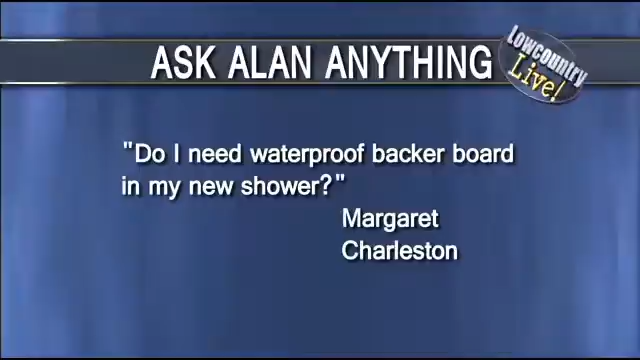 ASK ALAN ANYTHING
Lowcountry
Live!
"Do I need waterproof backer board
in my new shower?"
Margaret
Charleston